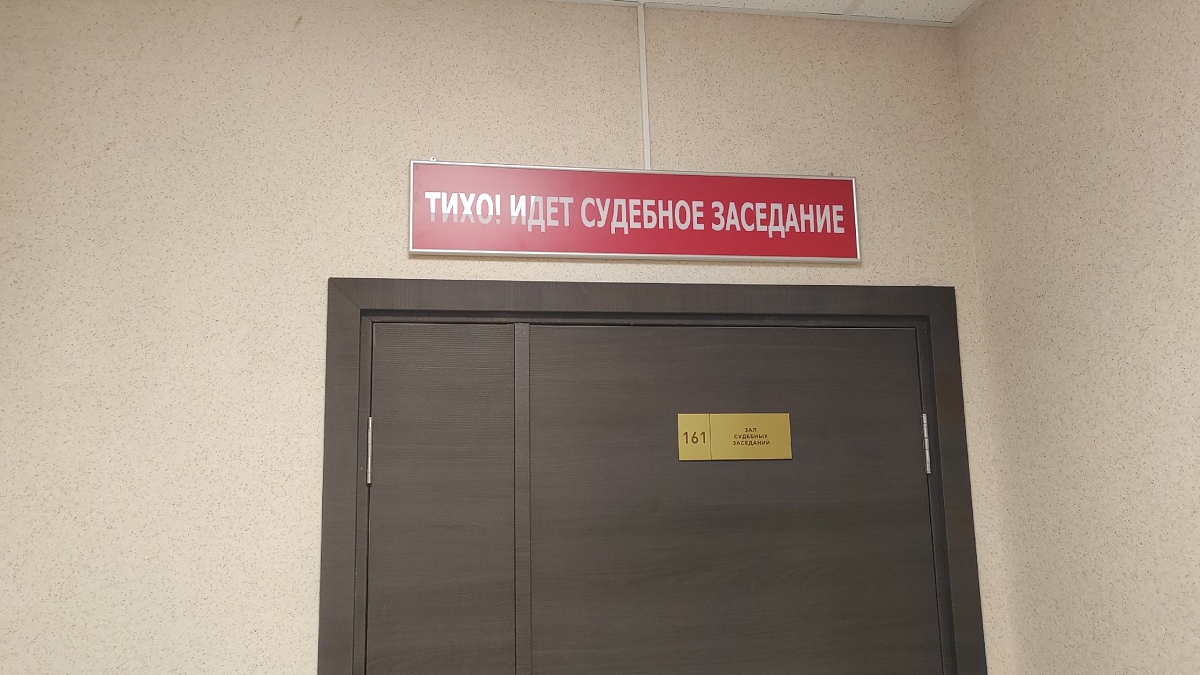 ТИХО! ИДЕТ СУДЕБНОЕ ЗАСЕДАНИЕ
161
ЗАЛ
СУДЕБНЫХ
ЗАСЕДАНИЙ